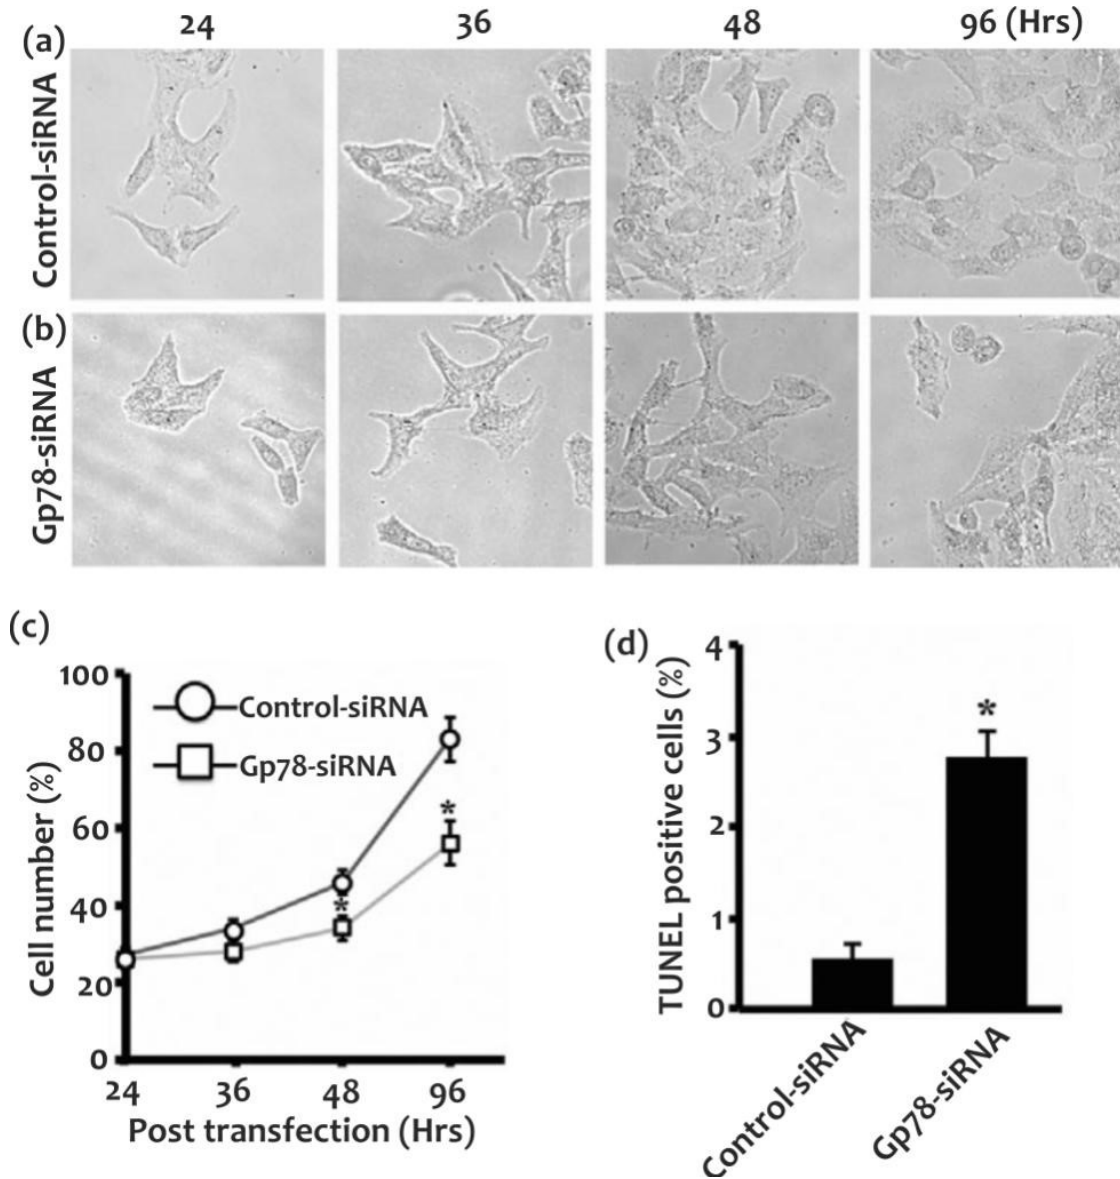 24 36 48 96 (Hrs)
(a)
Control-siRNA
(b)
Gp78-siRNA
(c)
100
80
60
40
20
0
Cell number (%)
Control-siRNA
Gp78-siRNA
*
*
24 36 48 96
Post transfection (Hrs)
(d)
4
3
2
1
0
TUNEL positive cells (%)
*
Control-siRNA
Gp78-siRNA